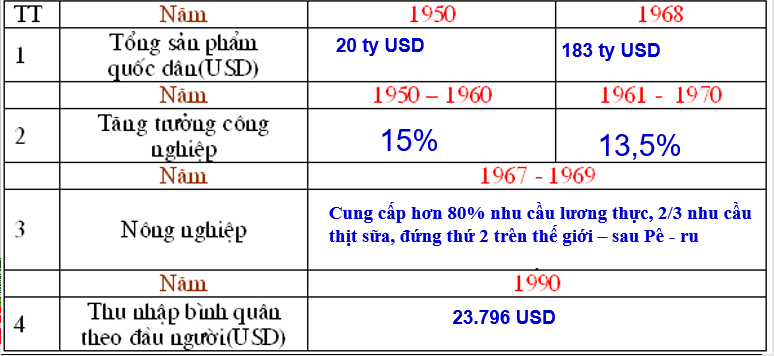 TT Năm 1950 1968
1 Tổng sản phẩm quốc dân(USD) 20 ty USD 183 ty USD
Năm 1950 – 1960 1961 - 1970
2 Tăng trưởng công nghiệp 15% 13,5%
Năm 1967 - 1969
3 Nông nghiệp Cung cấp hơn 80% nhu cầu lương thực, 2/3 nhu cầu
thịt sữa, đứng thứ 2 trên thế giới – sau Pê - ru
Năm 1990
4 Thu nhập bình quân theo đầu người(USD) 23.796 USD